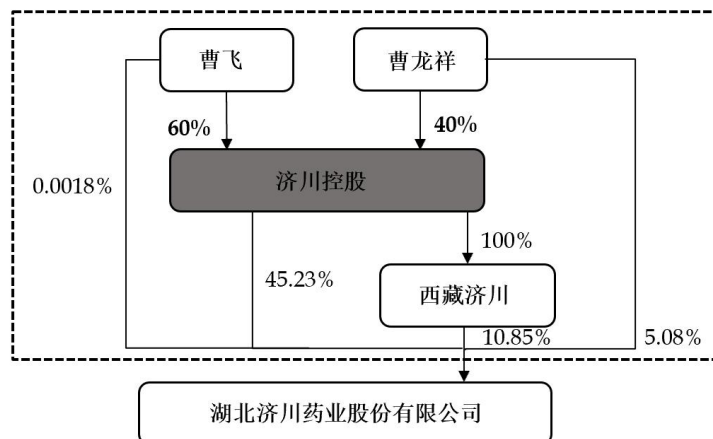 曹飞
曹龙祥
60%
40%
济川控股
0.0018%
100%
45.23%
西藏济川
10.85%
5.08%
湖北济川药业股份有限公司